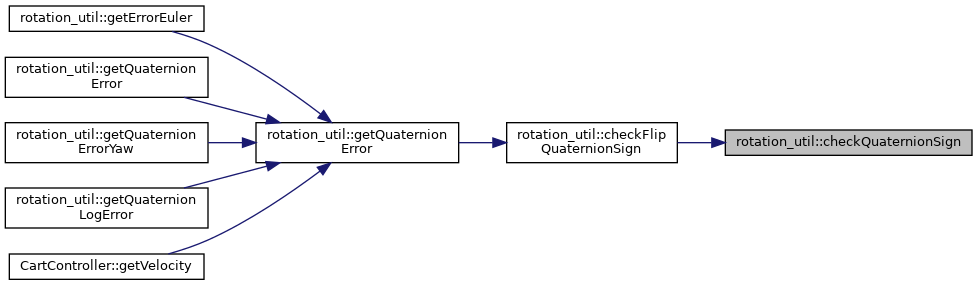 rotation_util::getErrorEuler
rotation_util::getQuaternion
Error
rotation_util::getQuaternion
ErrorYaw
rotation_util::getQuaternion
LogError
CartController::getVelocity
rotation_util::getQuaternion
Error
rotation_util::checkFlip
QuaternionSign
rotation_util::checkQuaternionSign